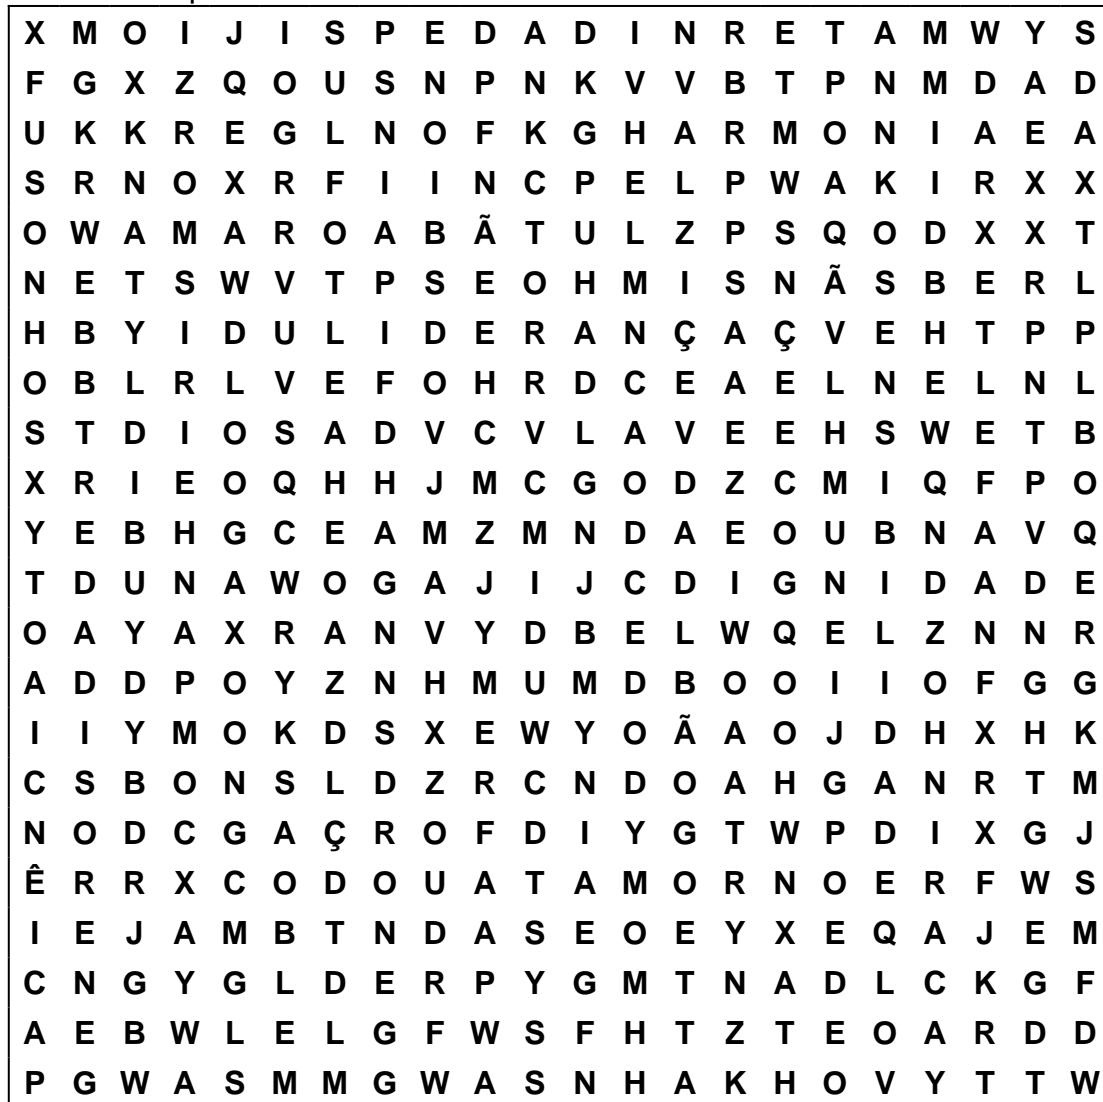 X M O I J I S P E D A D I N R E T A M W Y S
F G X Z Q O U S N P N K V V B T P N M D A D
U K K R E G L N O F K G H A R M O N I A E A
S R N O X R F I I N C P E L P W A K I R X X
O W A M A R O A B Ã T U L Z P S Q O D X X T
N E T S W V T P S E O H M I S N Ã S B E R L
H B Y I D U L I D E R A N Ç A Ç V E H T P P
O B L R L V E F O H R D C E A E L N E L N L
S T D I O S A D V C V L A V E E H S W E T B
X R I E O Q H H J M C G O D Z C M I Q F P O
Y E B H G C E A M Z M N D A E O U B N A V Q
T D U N A W O G A J I J C D I G N I D A D E
O A Y A X R A N V Y D B E L W Q E L Z N N R
A D D P O Y Z N H M U M D B O O I I O F G G
I I Y M O K D S X E W Y O Ã A O J D H X H K
C S B O N S L D Z R C N D O A H G A N R T M
N O D C G A Ç R O F D I Y G T W P D I X G J
Ê R R X C O D O U A T A M O R N O E R F W S
I E J A M B T N D A S E O E Y X E Q A J E M
C N G Y G L D E R P Y G M T N A D L C K G F
A E B W L E L G F W S F H T Z T E O A R D D
P G W A S M M G W A S N H A K H O V Y T T W